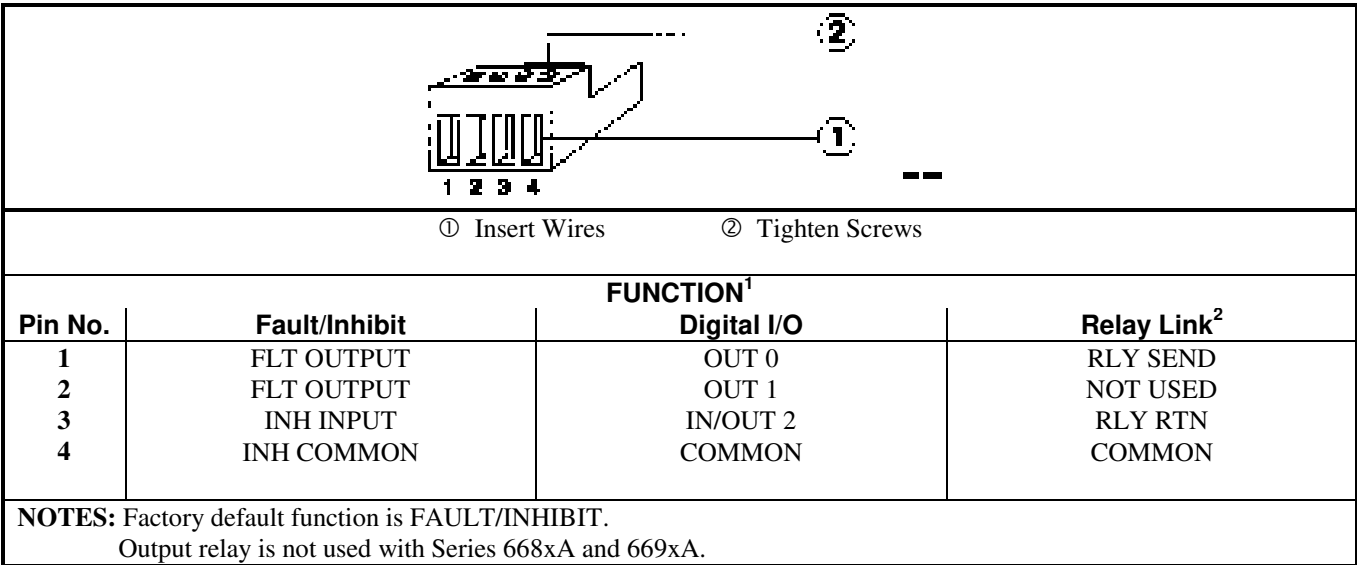 ②
①
1 2 3 4
① Insert Wires ② Tighten Screws
FUNCTION¹
Pin No. Fault/Inhibit Digital I/O Relay Link²
1 FLT OUTPUT OUT 0 RLY SEND
2 FLT OUTPUT OUT 1 NOT USED
3 INH INPUT IN/OUT 2 RLY RTN
4 INH COMMON COMMON COMMON
NOTES: Factory default function is FAULT/INHIBIT.
Output relay is not used with Series 668xA and 669xA.